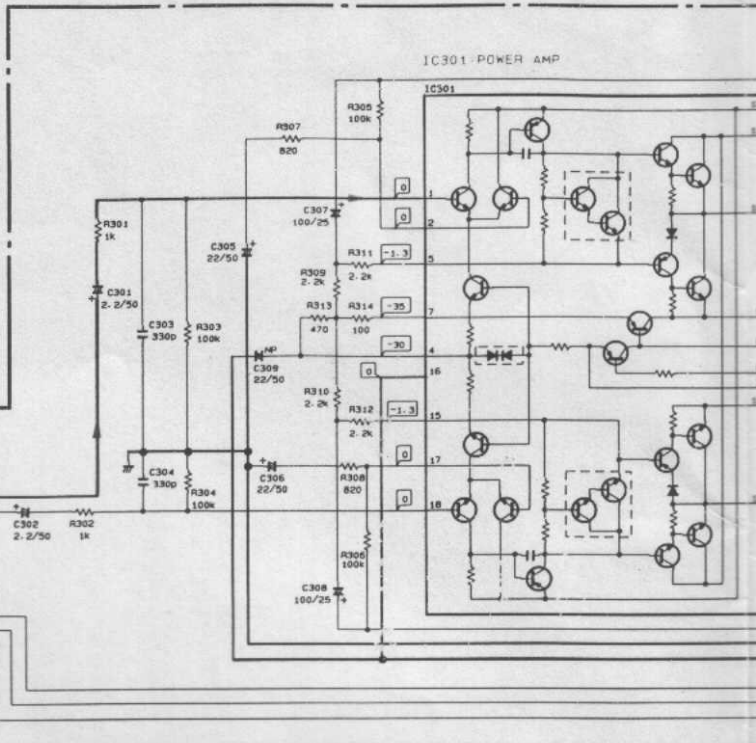 IC301 POWER AMP
IC301
R305
100k
R307
820
0
1
0
2
R301
1k
C307
100/25
C305
22/50
R311
2.2k
-1.3
5
C301
2.2/50
R309
2.2k
R313
470
R314
100
-35
7
C303
330p
R303
100k
NP
C309
22/50
-30
4
0
16
R310
2.2k
R312
2.2k
-1.3
15
C304
330p
R304
100k
C306
22/50
R308
820
0
17
0
18
C302
2.2/50
R302
1k
R306
100k
C308
100/25